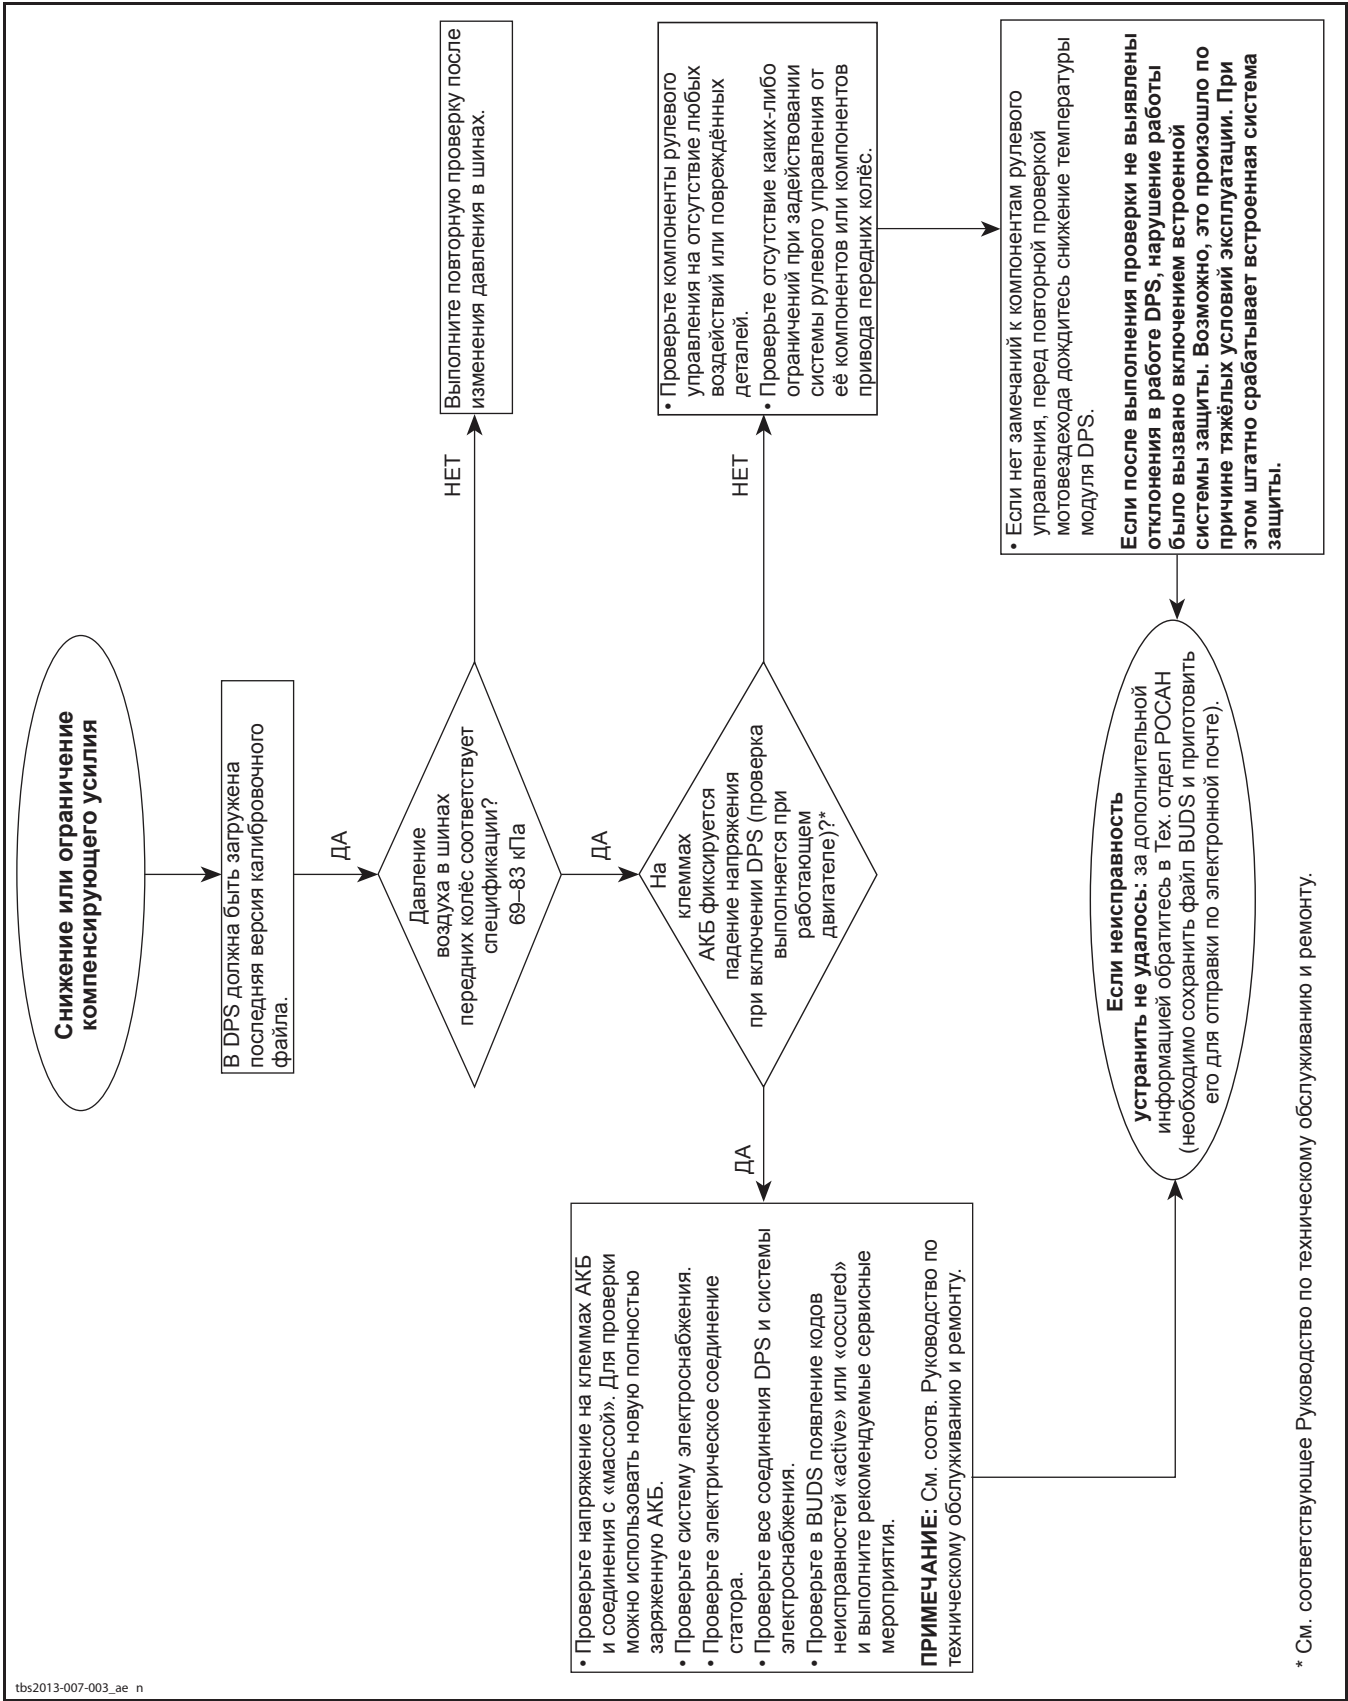 Снижение или ограничение
компенсирующего усилия
В DPS должна быть загружена
последняя версия калибровочного
файла.
ДА
Давление
воздуха в шинах
передних колёс соответствует
спецификации?
69–83 кПа
НЕТ
Выполните повторную проверку после
изменения давления в шинах.
ДА
На
клеммах
АКБ фиксируется
падение напряжения
при включении DPS (проверка
выполняется при
работающем
двигателе)?*
НЕТ
• Проверьте компоненты рулевого
управления на отсутствие любых
воздействий или повреждённых
деталей.
• Проверьте отсутствие каких-либо
ограничений при задействовании
системы рулевого управления от
её компонентов или компонентов
привода передних колёс.
ДА
• Проверьте напряжение на клеммах АКБ
и соединения с «массой». Для проверки
можно использовать новую полностью
заряженную АКБ.
• Проверьте систему электроснабжения.
• Проверьте электрическое соединение
статора.
• Проверьте все соединения DPS и системы
электроснабжения.
• Проверьте в BUDS появление кодов
неисправностей «active» или «occured»
и выполните рекомендуемые сервисные
мероприятия.
ПРИМЕЧАНИЕ: См. соотв. Руководство по
техническому обслуживанию и ремонту.
• Если нет замечаний к компонентам рулевого
управления, перед повторной проверкой
мотовездехода дождитесь снижение температуры
модуля DPS.
Если после выполнения проверки не выявлены
отклонения в работе DPS, нарушение работы
было вызвано включением встроенной
системы защиты. Возможно, это произошло по
причине тяжёлых условий эксплуатации. При
этом штатно срабатывает встроенная система
защиты.
Если неисправность
устранить не удалось: за дополнительной
информацией обратитесь в Тех. отдел РОСАН
(необходимо сохранить файл BUDS и приготовить
его для отправки по электронной почте).
* См. соответствующее Руководство по техническому обслуживанию и ремонту.
tbs2013-007-003_ae n